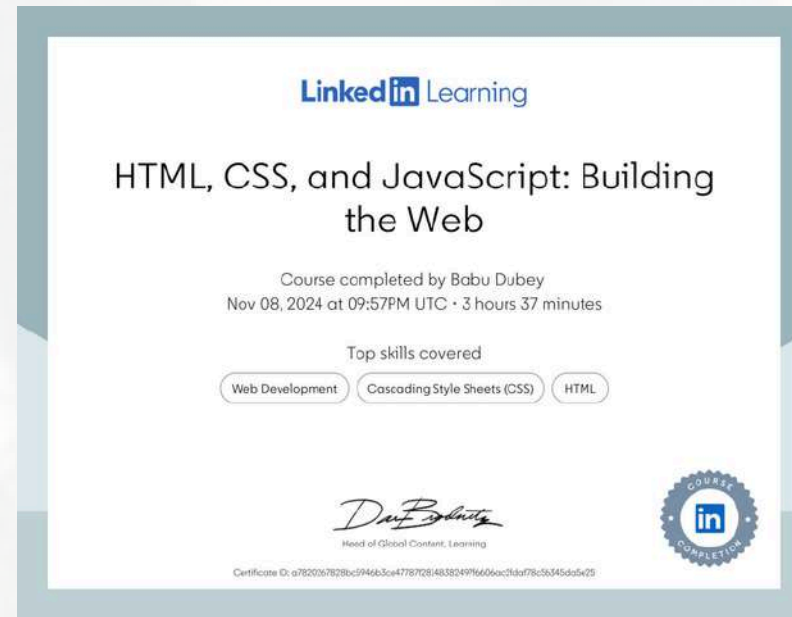 Linked in Learning
HTML, CSS, and JavaScript: Building
the Web
Course completed by Babu Dubey
Nov 08, 2024 at 09:57PM UTC • 3 hours 37 minutes
Top skills covered
Web Development Cascading Style Sheets (CSS) HTML
Head of Global Content, Learning
COURSE
in
COMPLETION
Certificate ID: